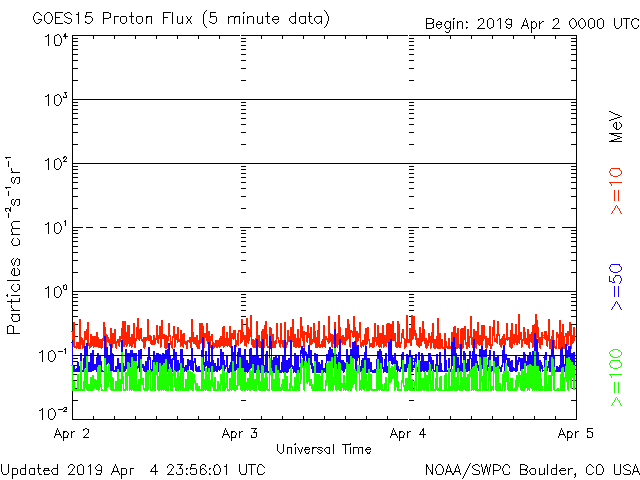 GOES15 Proton Flux (5 minute data)
Begin: 2019 Apr 2 0000 UTC
10⁴
10³
10²
10¹
10⁰
10⁻¹
10⁻²
Particles cm⁻²s⁻¹sr⁻¹
MeV
>=10
>=50
>=100
Apr 2
Apr 3
Apr 4
Apr 5
Universal Time
Updated 2019 Apr 4 23:56:01 UTC
NOAA/SWPC Boulder, CO USA